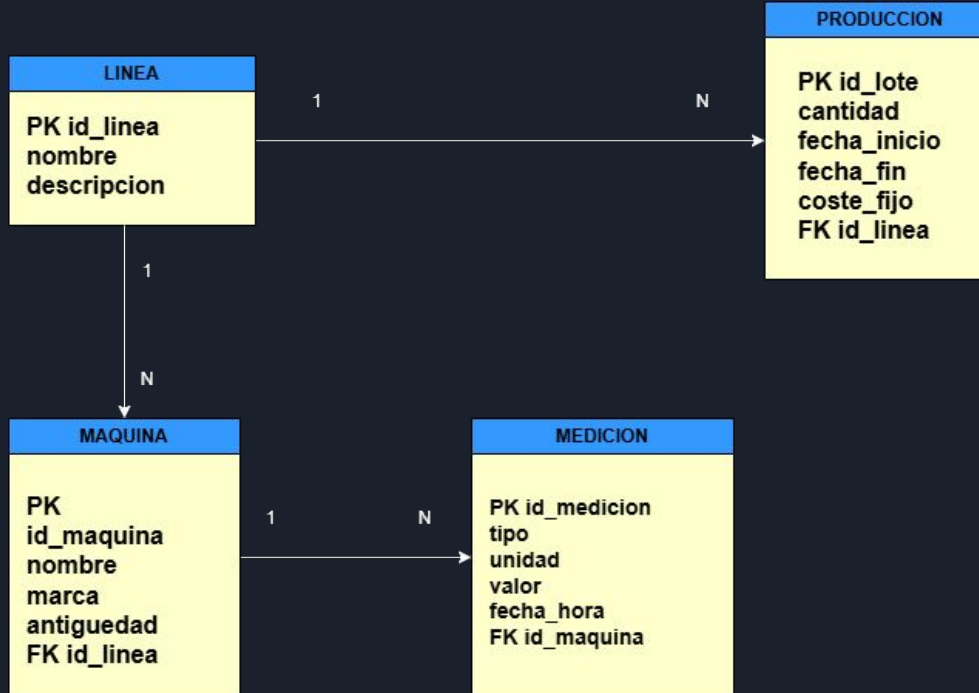 PRODUCCION
PK id_lote
cantidad
fecha_inicio
fecha_fin
coste_fijo
FK id_linea
LINEA
PK id_linea
nombre
descripcion
1
N
1
N
MAQUINA
PK
id_maquina
nombre
marca
antiguedad
FK id_linea
1
N
MEDICION
PK id_medicion
tipo
unidad
valor
fecha_hora
FK id_maquina